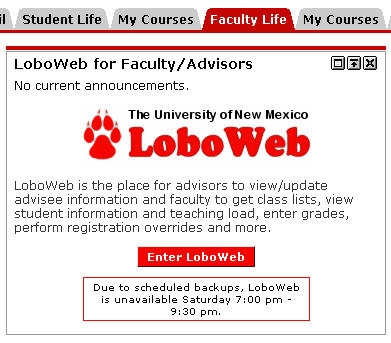 il Student Life My Courses Faculty Life My Courses
LoboWeb for Faculty/Advisors
No current announcements.
The University of New Mexico
LoboWeb
LoboWeb is the place for advisors to view/update
advisee information and faculty to get class lists, view
student information and teaching load, enter grades,
perform registration overrides and more.
Enter LoboWeb
Due to scheduled backups, LoboWeb
is unavailable Saturday 7:00 pm -
9:30 pm.